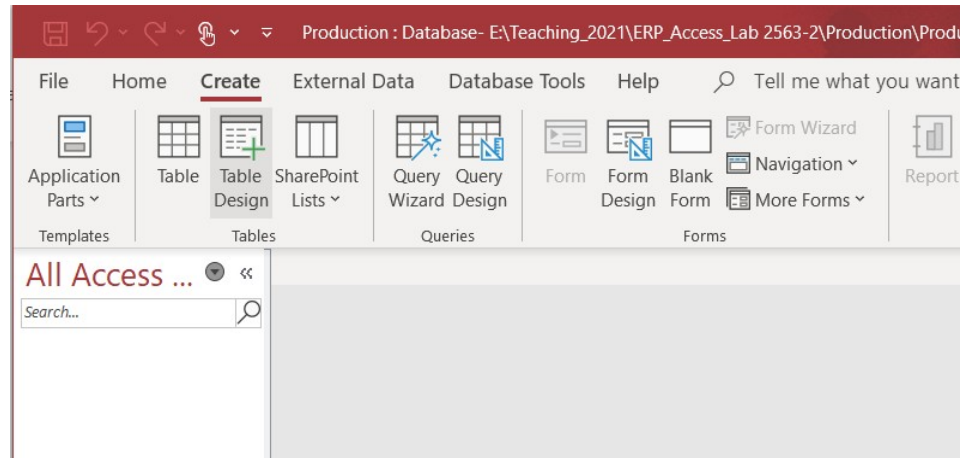 Production : Database- E:\Teaching_2021\ERP_Access_Lab 2563-2\Production\Produ
File Home Create External Data Database Tools Help Tell me what you want
Application Parts
Table
Table Design
SharePoint Lists
Query Wizard
Query Design
Form
Form Design
Blank Form
Form Wizard
Navigation
More Forms
Report
Templates Tables Queries Forms
All Access ...
Search...